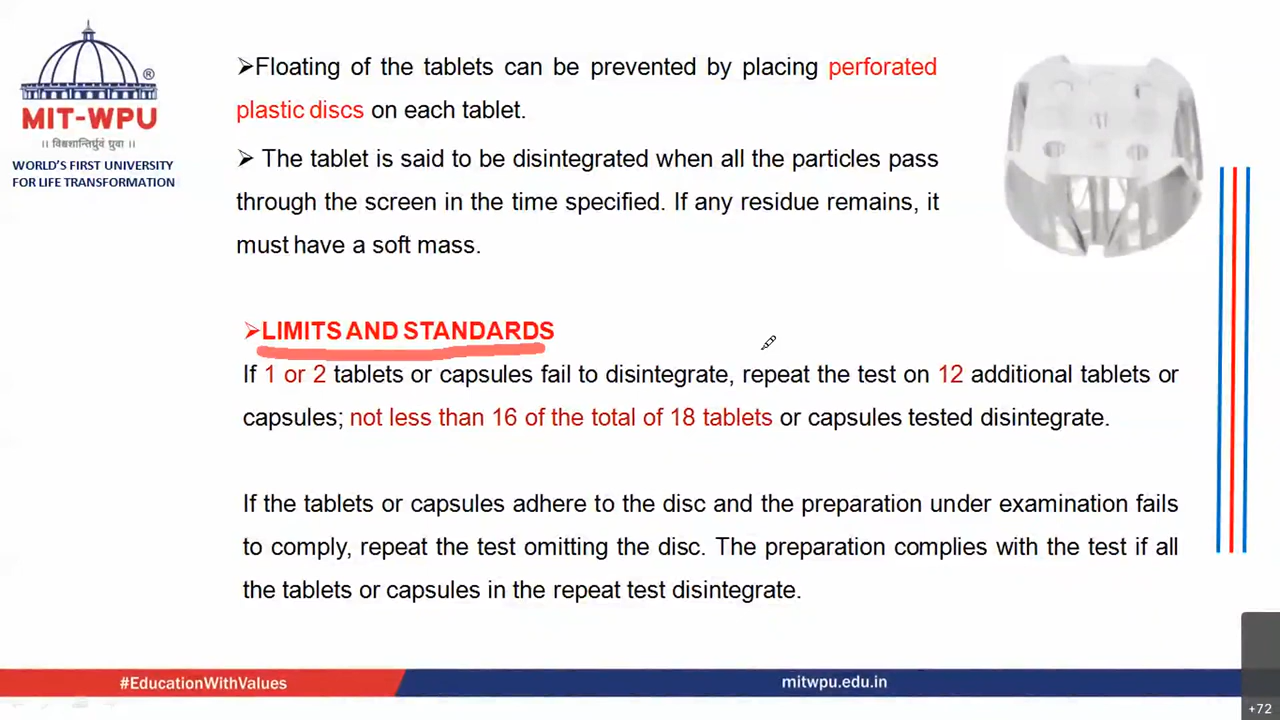 ➢Floating of the tablets can be prevented by placing perforated
plastic discs on each tablet.
➢ The tablet is said to be disintegrated when all the particles pass
through the screen in the time specified. If any residue remains, it
must have a soft mass.
®
MIT-WPU
।। विश्वशान्तिर्ध्रुवं ध्रुवा ।।
WORLD'S FIRST UNIVERSITY
FOR LIFE TRANSFORMATION
➢LIMITS AND STANDARDS
If 1 or 2 tablets or capsules fail to disintegrate, repeat the test on 12 additional tablets or
capsules; not less than 16 of the total of 18 tablets or capsules tested disintegrate.
If the tablets or capsules adhere to the disc and the preparation under examination fails
to comply, repeat the test omitting the disc. The preparation complies with the test if all
the tablets or capsules in the repeat test disintegrate.
#EducationWithValues
mitwpu.edu.in
+72